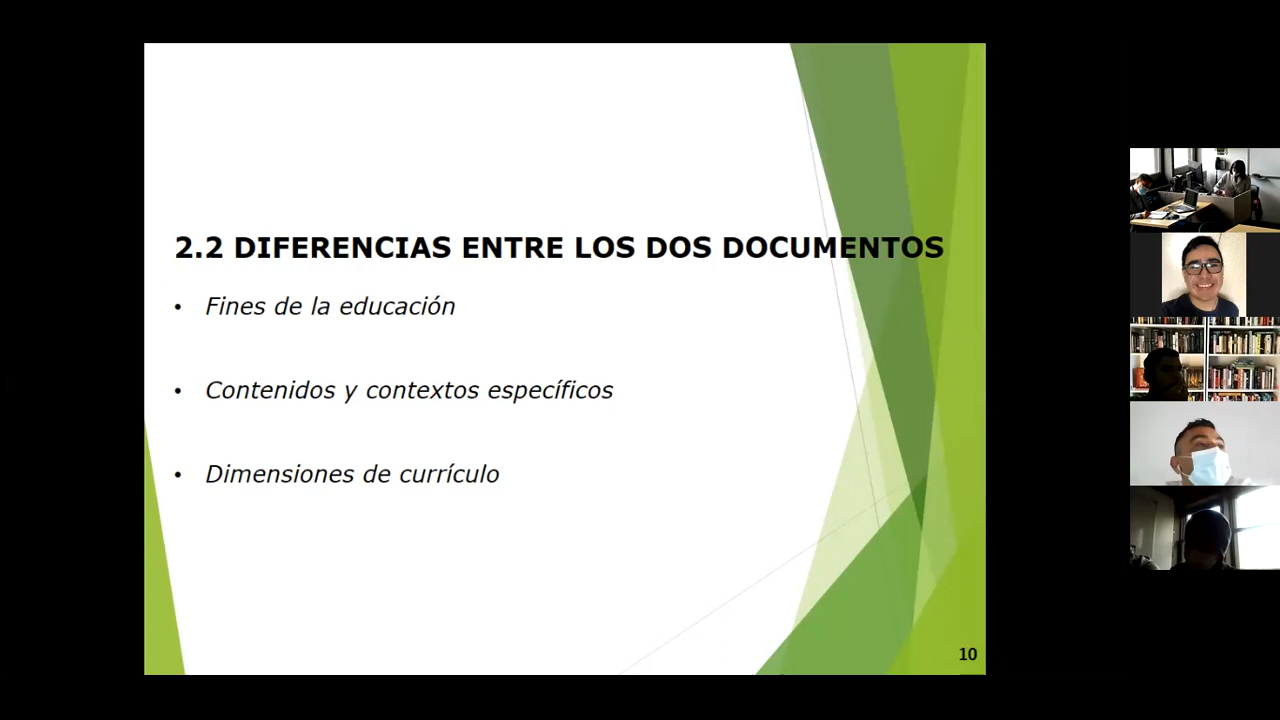 2.2 DIFERENCIAS ENTRE LOS DOS DOCUMENTOS
• Fines de la educación
• Contenidos y contextos específicos
• Dimensiones de currículo
10